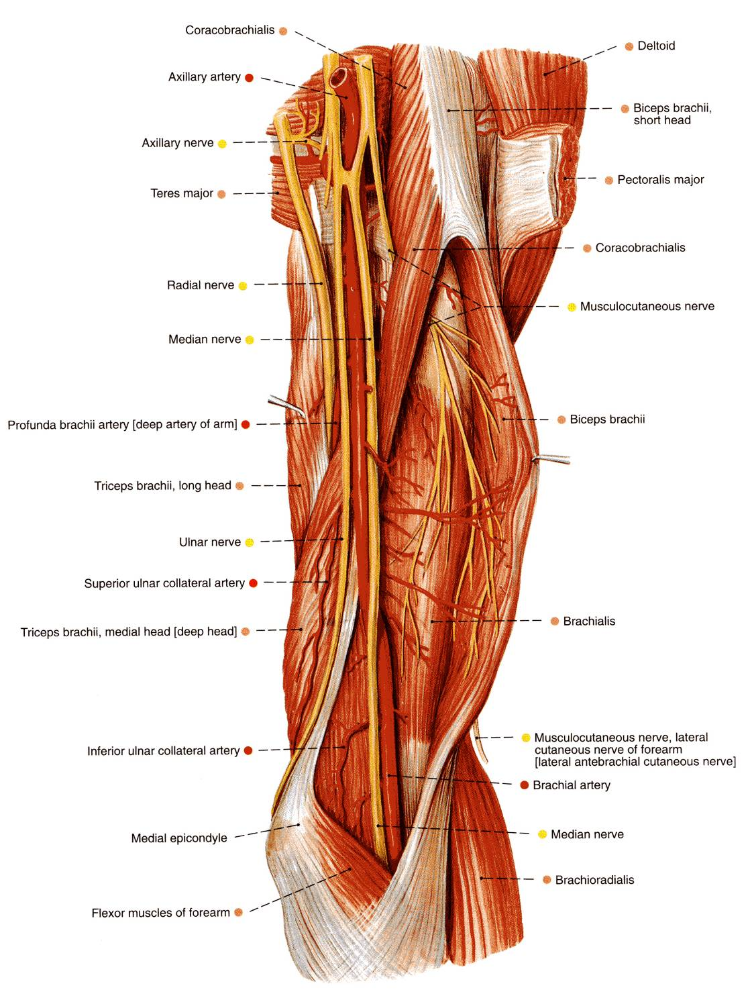 Coracobrachialis
Deltoid
Axillary artery
Biceps brachii,
short head
Axillary nerve
Pectoralis major
Teres major
Coracobrachialis
Radial nerve
Musculocutaneous nerve
Median nerve
Biceps brachii
Profunda brachii artery [deep artery of arm]
Triceps brachii, long head
Ulnar nerve
Superior ulnar collateral artery
Brachialis
Triceps brachii, medial head [deep head]
Musculocutaneous nerve, lateral
cutaneous nerve of forearm
[lateral antebrachial cutaneous nerve]
Inferior ulnar collateral artery
Brachial artery
Medial epicondyle
Median nerve
Brachioradialis
Flexor muscles of forearm